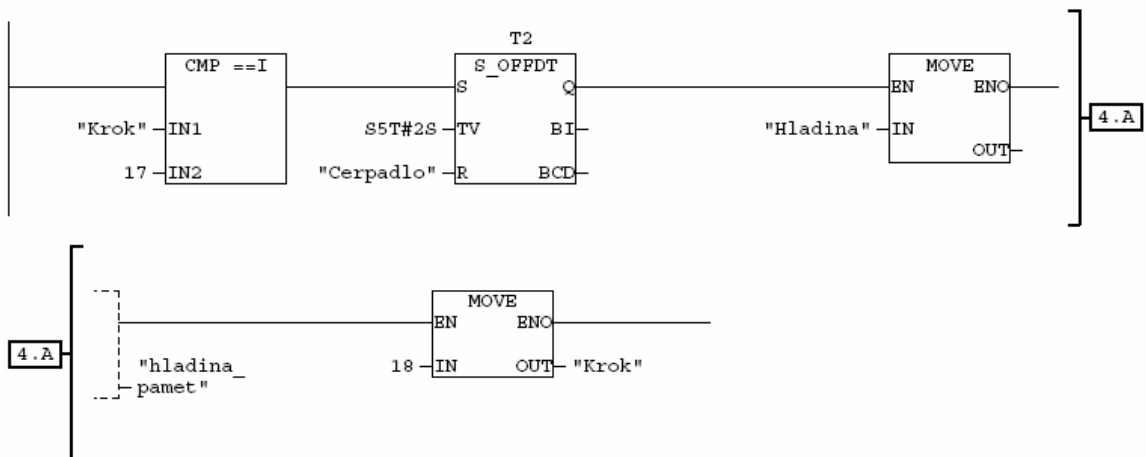 T2
CMP ==I
S_OFFDT
MOVE
S
Q
EN
ENO
4.A
"Krok"
IN1
S5T#2S
TV
BI
"Hladina"
IN
17
IN2
"Cerpadlo"
R
BCD
OUT
MOVE
EN
ENO
4.A
"hladina_
pamet"
18
IN
OUT
"Krok"